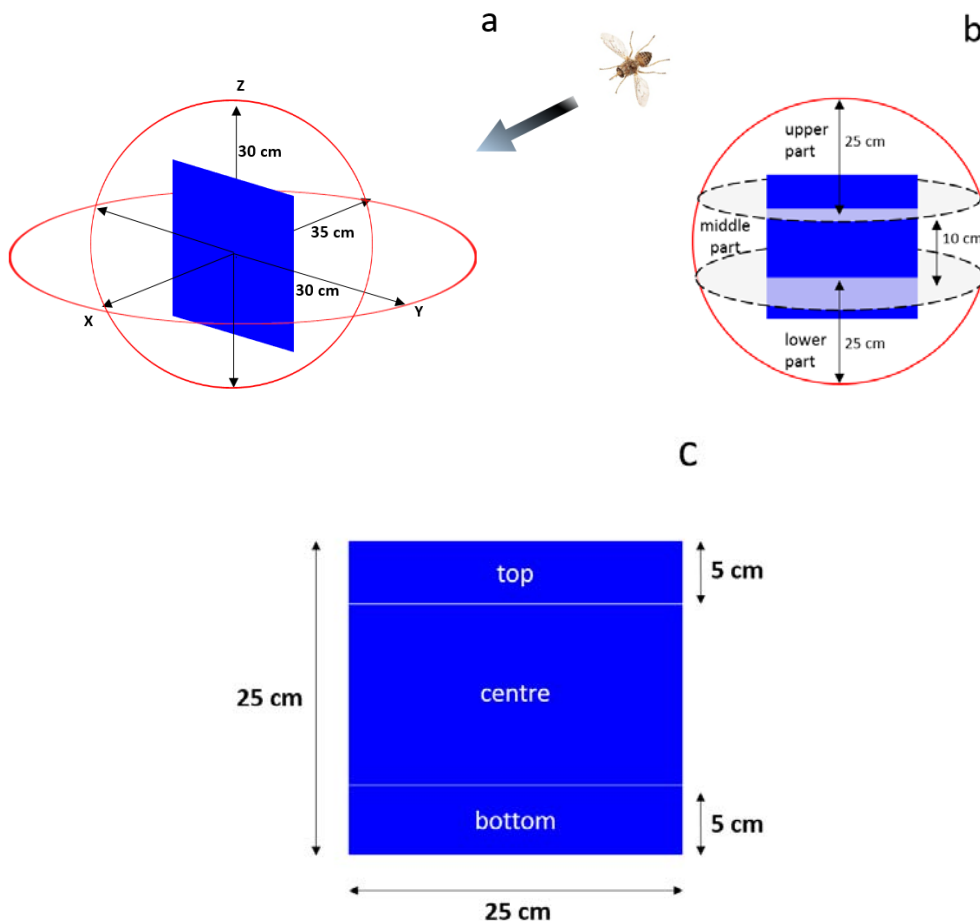 a
b
Z
30 cm
35 cm
30 cm
X
Y
upper
part
25 cm
middle
part
10 cm
lower
part
25 cm
C
top
5 cm
25 cm
centre
bottom
5 cm
25 cm